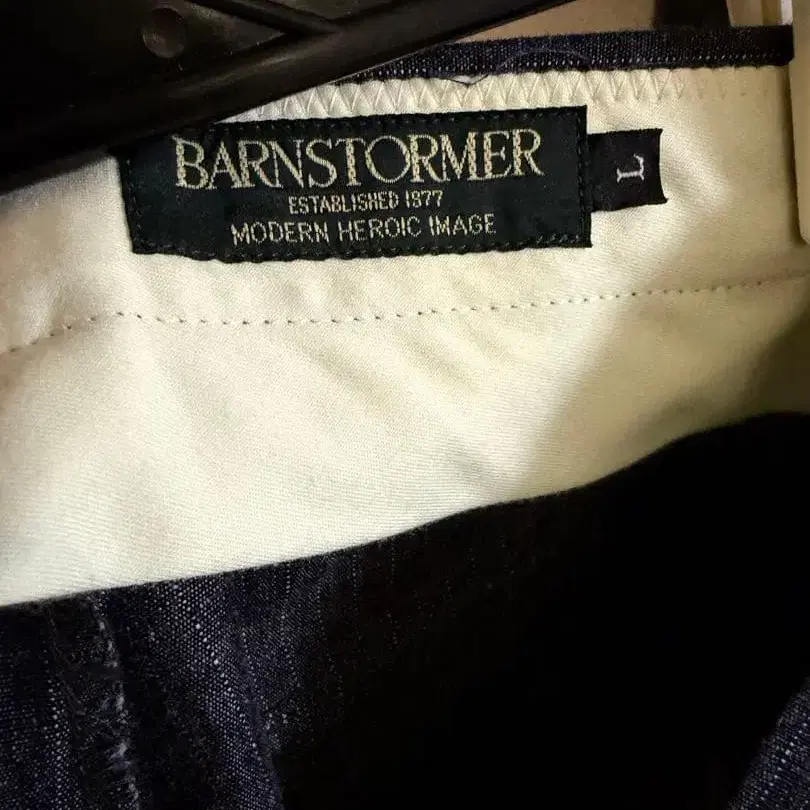 BARNSTORMER
ESTABLISHED 1977
MODERN HEROIC IMAGE
L